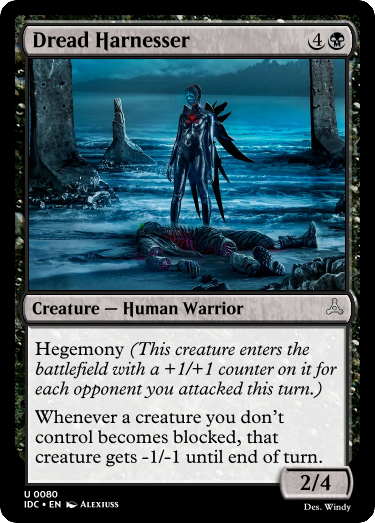 Dread Harnesser 4
Creature — Human Warrior
Hegemony (This creature enters the
battlefield with a +1/+1 counter on it for
each opponent you attacked this turn.)
Whenever a creature you don't
control becomes blocked, that
creature gets -1/-1 until end of turn.
2/4
U 0080
IDC • EN Alexiuss
Des. Windy